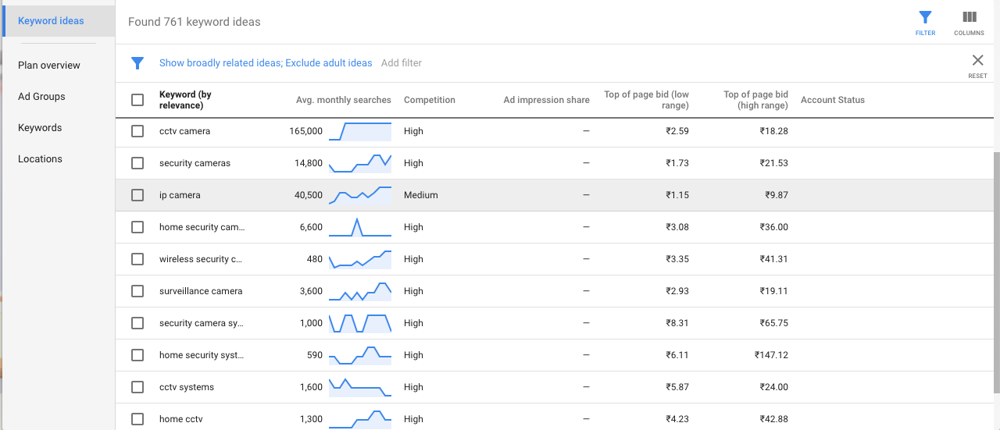 Keyword ideas
Plan overview
Ad Groups
Keywords
Locations
Found 761 keyword ideas
FILTER
COLUMNS
Show broadly related ideas; Exclude adult ideas Add filter
RESET
Keyword (by relevance) Avg. monthly searches Competition Ad impression share Top of page bid (low range) Top of page bid (high range) Account Status
cctv camera 165,000 High – ₹2.59 ₹18.28
security cameras 14,800 High – ₹1.73 ₹21.53
ip camera 40,500 Medium – ₹1.15 ₹9.87
home security cam... 6,600 High – ₹3.08 ₹36.00
wireless security c... 480 High – ₹3.35 ₹41.31
surveillance camera 3,600 High – ₹2.93 ₹19.11
security camera sy... 1,000 High – ₹8.31 ₹65.75
home security syst... 590 High – ₹6.11 ₹147.12
cctv systems 1,600 High – ₹5.87 ₹24.00
home cctv 1,300 High – ₹4.23 ₹42.88